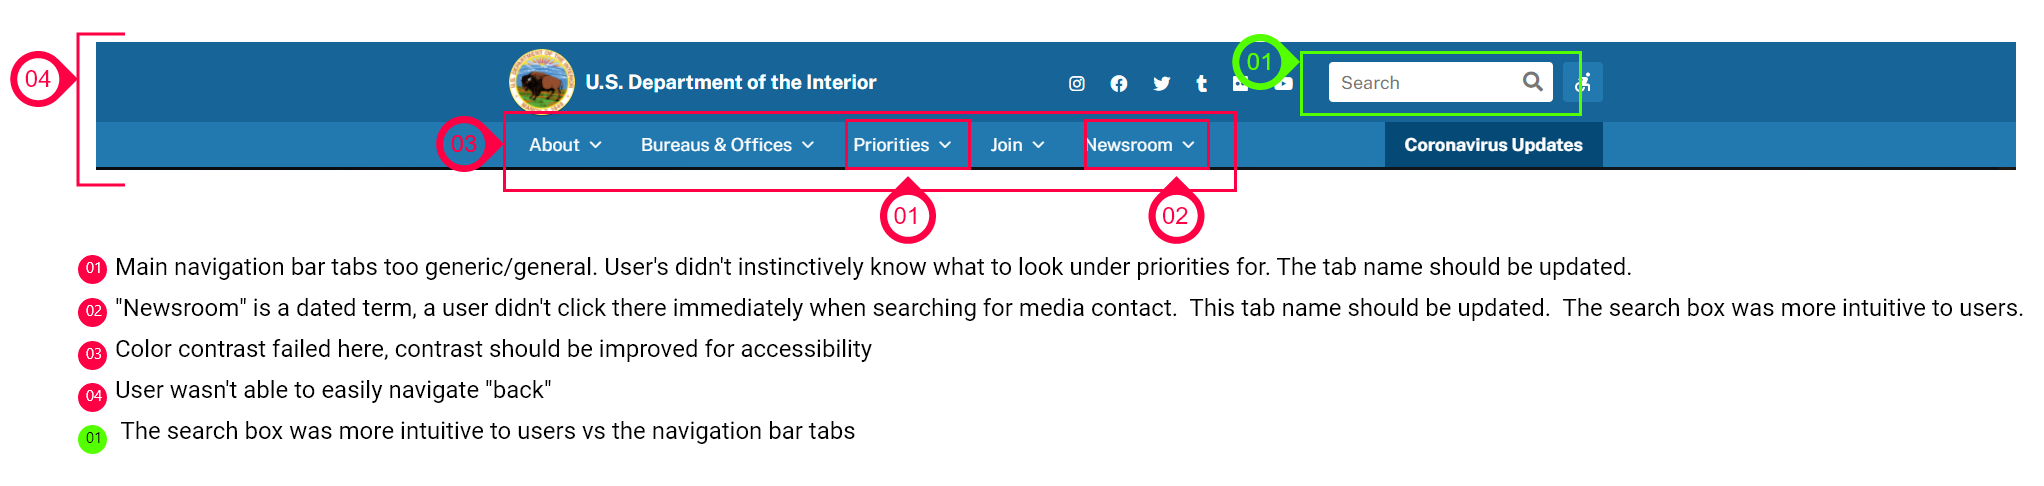 04
U.S. Department of the Interior
01
Search
03
About
Bureaus & Offices
Priorities
Join
Newsroom
Coronavirus Updates
01
02
01 Main navigation bar tabs too generic/general. User's didn't instinctively know what to look under priorities for. The tab name should be updated.
02 "Newsroom" is a dated term, a user didn't click there immediately when searching for media contact.  This tab name should be updated.  The search box was more intuitive to users.
03 Color contrast failed here, contrast should be improved for accessibility
04 User wasn't able to easily navigate "back"
01 The search box was more intuitive to users vs the navigation bar tabs